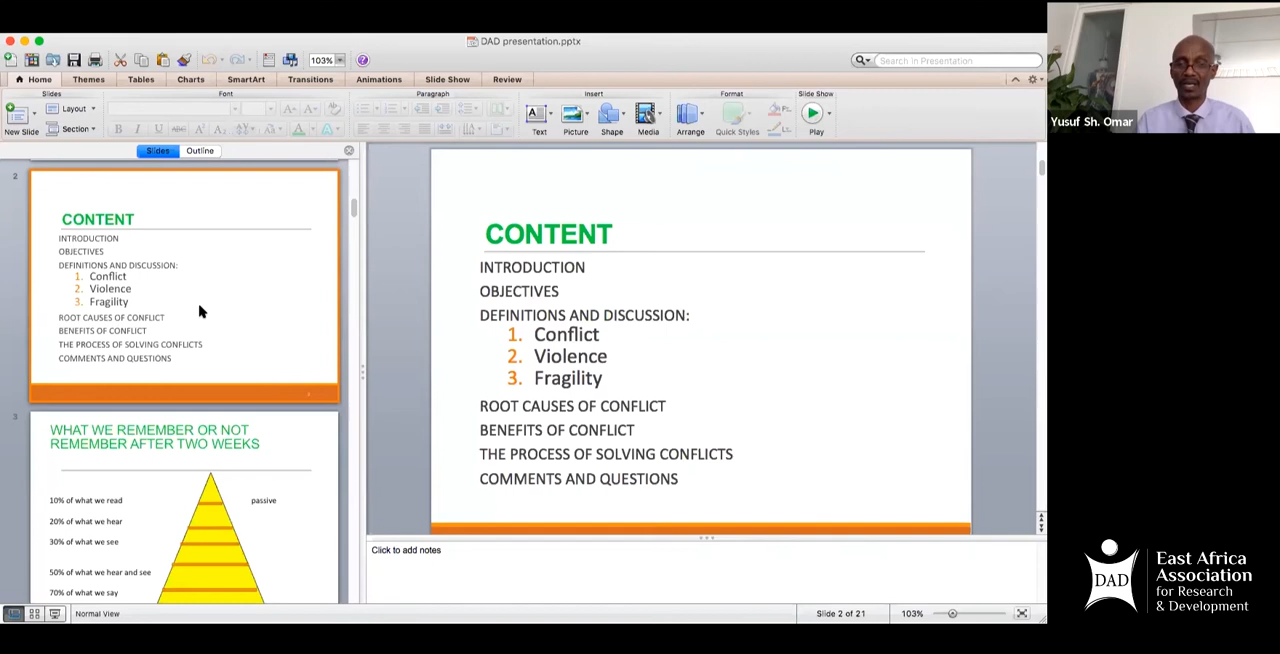 DAD presentation.pptx
103%
Search in Presentation
Home
Themes
Tables
Charts
SmartArt
Transitions
Animations
Slide Show
Review
Slides
Font
Paragraph
Insert
Format
Slide Show
New Slide
Layout
Section
B I U ABC
Text
Picture
Shape
Media
Arrange
Quick Styles
Play
Slides
Outline
2
CONTENT
INTRODUCTION
OBJECTIVES
DEFINITIONS AND DISCUSSION:
1. Conflict
2. Violence
3. Fragility
ROOT CAUSES OF CONFLICT
BENEFITS OF CONFLICT
THE PROCESS OF SOLVING CONFLICTS
COMMENTS AND QUESTIONS
3
WHAT WE REMEMBER OR NOT
REMEMBER AFTER TWO WEEKS
10% of what we read
passive
20% of what we hear
30% of what we see
50% of what we hear and see
70% of what we say
CONTENT
INTRODUCTION
OBJECTIVES
DEFINITIONS AND DISCUSSION:
1. Conflict
2. Violence
3. Fragility
ROOT CAUSES OF CONFLICT
BENEFITS OF CONFLICT
THE PROCESS OF SOLVING CONFLICTS
COMMENTS AND QUESTIONS
Click to add notes
Normal View
Slide 2 of 21
103%
Yusuf Sh. Omar
DAD
East Africa
Association
for Research
& Development